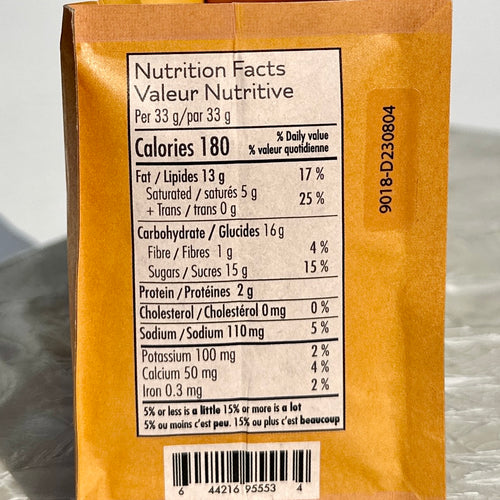 Nutrition Facts
Valeur Nutritive
Per 33 g/par 33 g
Calories 180
% Daily value
% valeur quotidienne
Fat / Lipides 13 g 17 %
Saturated / saturés 5 g
+ Trans / trans 0 g
25 %
Carbohydrate / Glucides 16 g
Fibre / Fibres 1 g 4 %
Sugars / Sucres 15 g 15 %
Protein / Protéines 2 g
Cholesterol / Cholestérol 0 mg 0 %
Sodium / Sodium 110 mg 5 %
Potassium 100 mg 2 %
Calcium 50 mg 4 %
Iron 0.3 mg 2 %
5% or less is a little 15% or more is a lot
5% ou moins c'est peu. 15% ou plus c'est beaucoup
9018-D230804
6 44216 95553 4